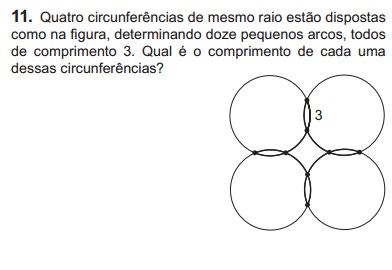 11. Quatro circunferências de mesmo raio estão dispostas
como na figura, determinando doze pequenos arcos, todos
de comprimento 3. Qual é o comprimento de cada uma
dessas circunferências?
3